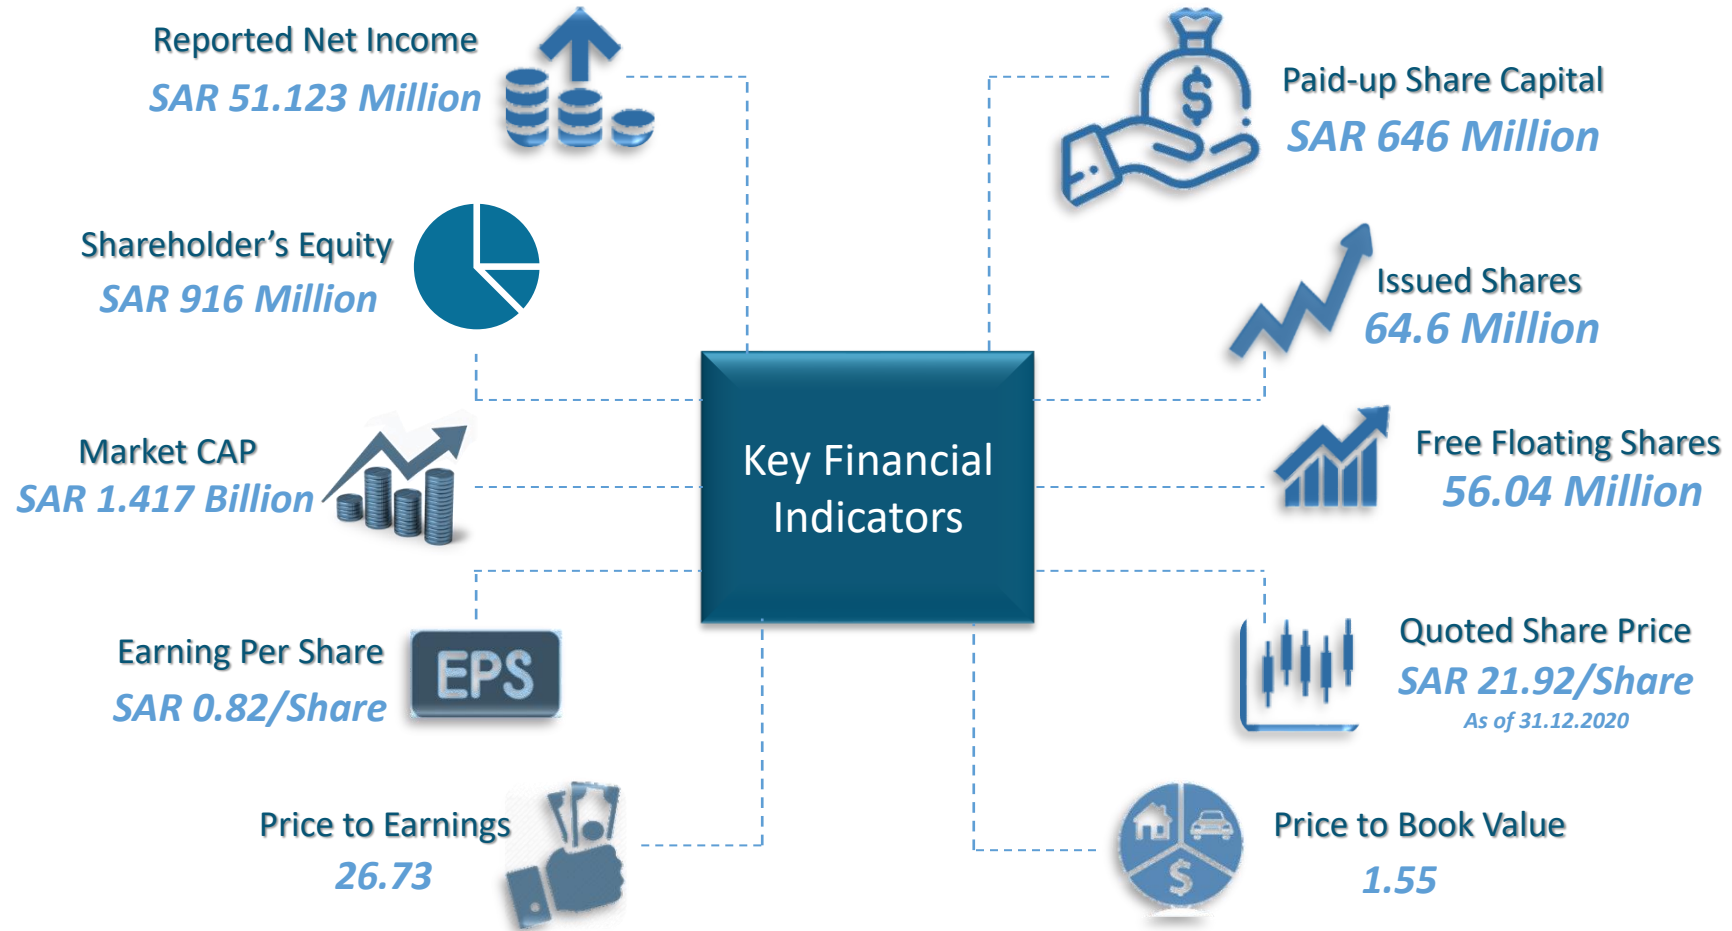 Reported Net Income
SAR 51.123 Million
Shareholder's Equity
SAR 916 Million
Market CAP
SAR 1.417 Billion
Earning Per Share
SAR 0.82/Share
EPS
Price to Earnings
26.73
Key Financial
Indicators
Paid-up Share Capital
SAR 646 Million
Issued Shares
64.6 Million
Free Floating Shares
56.04 Million
Quoted Share Price
SAR 21.92/Share
As of 31.12.2020
Price to Book Value
1.55
$
$